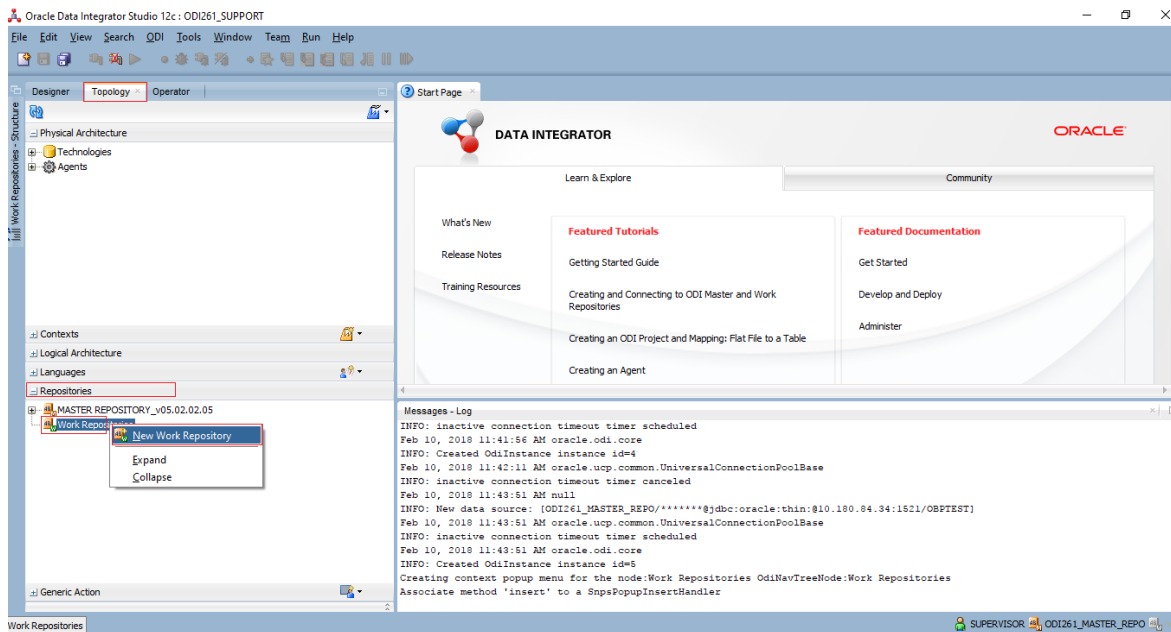 Oracle Data Integrator Studio 12c : ODI261_SUPPORT
File Edit View Search ODI Tools Window Team Run Help
Designer Topology Operator
Work Repositories - Structure
Physical Architecture
Technologies
Agents
Contexts
Logical Architecture
Languages
Repositories
MASTER REPOSITORY_v05.02.02.05
Work Repositories
New Work Repository
Expand
Collapse
Generic Action
Start Page
DATA INTEGRATOR
ORACLE
Learn & Explore
Community
What's New
Release Notes
Training Resources
Featured Tutorials
Getting Started Guide
Creating and Connecting to ODI Master and Work
Repositories
Creating an ODI Project and Mapping: Flat File to a Table
Creating an Agent
Featured Documentation
Get Started
Develop and Deploy
Administer
Messages - Log
INFO: inactive connection timeout timer scheduled
Feb 10, 2018 11:41:56 AM oracle.odi.core
INFO: Created OdiInstance instance id=4
Feb 10, 2018 11:42:11 AM oracle.ucp.common.UniversalConnectionPoolBase
INFO: inactive connection timeout timer canceled
Feb 10, 2018 11:43:51 AM null
INFO: New data source: [ODI261_MASTER_REPO/*******@jdbc:oracle:thin:@10.180.84.34:1521/OBPTEST]
Feb 10, 2018 11:43:51 AM oracle.ucp.common.UniversalConnectionPoolBase
INFO: inactive connection timeout timer scheduled
Feb 10, 2018 11:43:51 AM oracle.odi.core
INFO: Created OdiInstance instance id=5
Creating context popup menu for the node:Work Repositories OdiNavTreeNode:Work Repositories
Associate method 'insert' to a SnpsPopupInsertHandler
Work Repositories
SUPERVISOR ODI261_MASTER_REPO